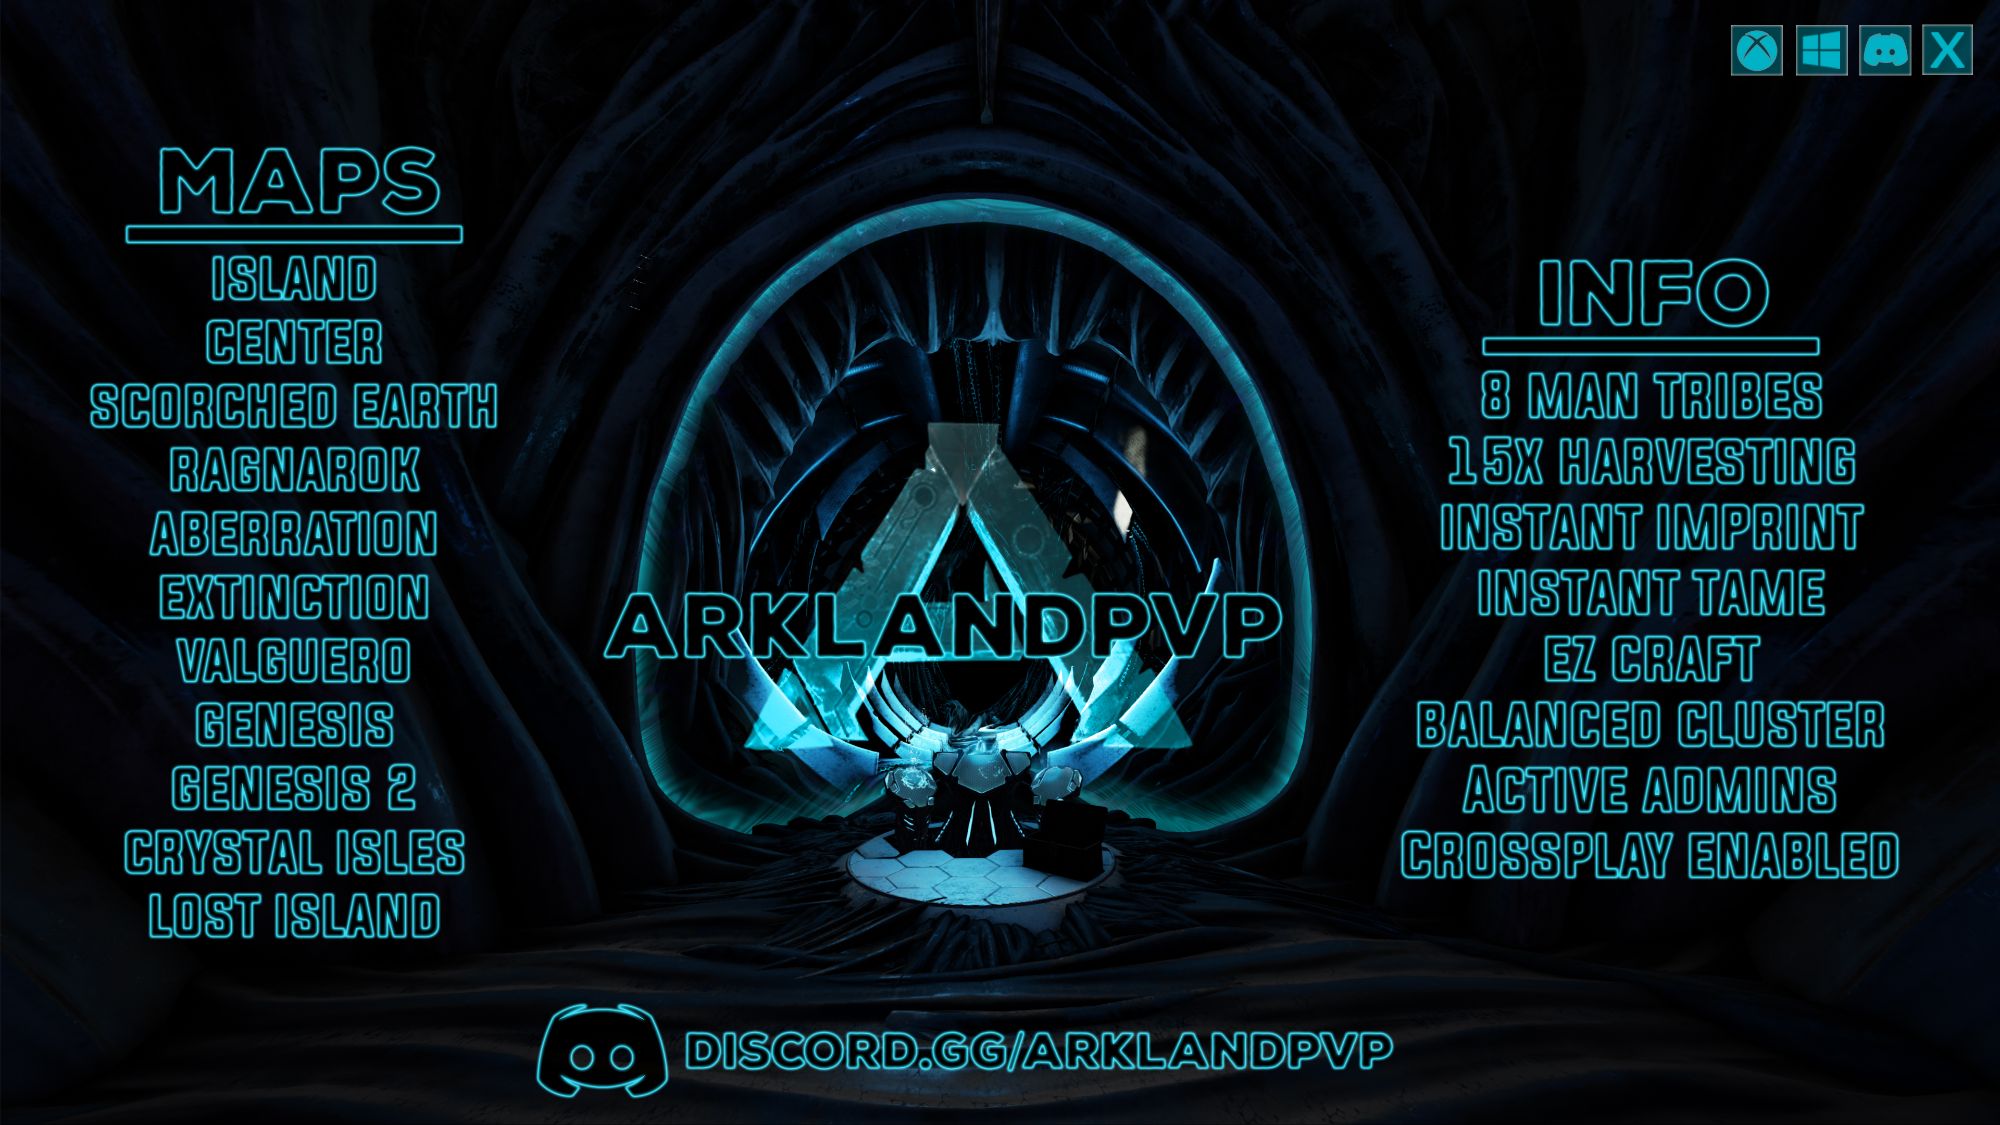 MAPS
ISLAND
CENTER
SCORCHED EARTH
RAGNAROK
ABERRATION
EXTINCTION
VALGUERO
GENESIS
GENESIS 2
CRYSTAL ISLES
LOST ISLAND
ARKLANDPVP
INFO
8 MAN TRIBES
15X HARVESTING
INSTANT IMPRINT
INSTANT TAME
EZ CRAFT
BALANCED CLUSTER
ACTIVE ADMINS
CROSSPLAY ENABLED
DISCORD.GG/ARKLANDPVP